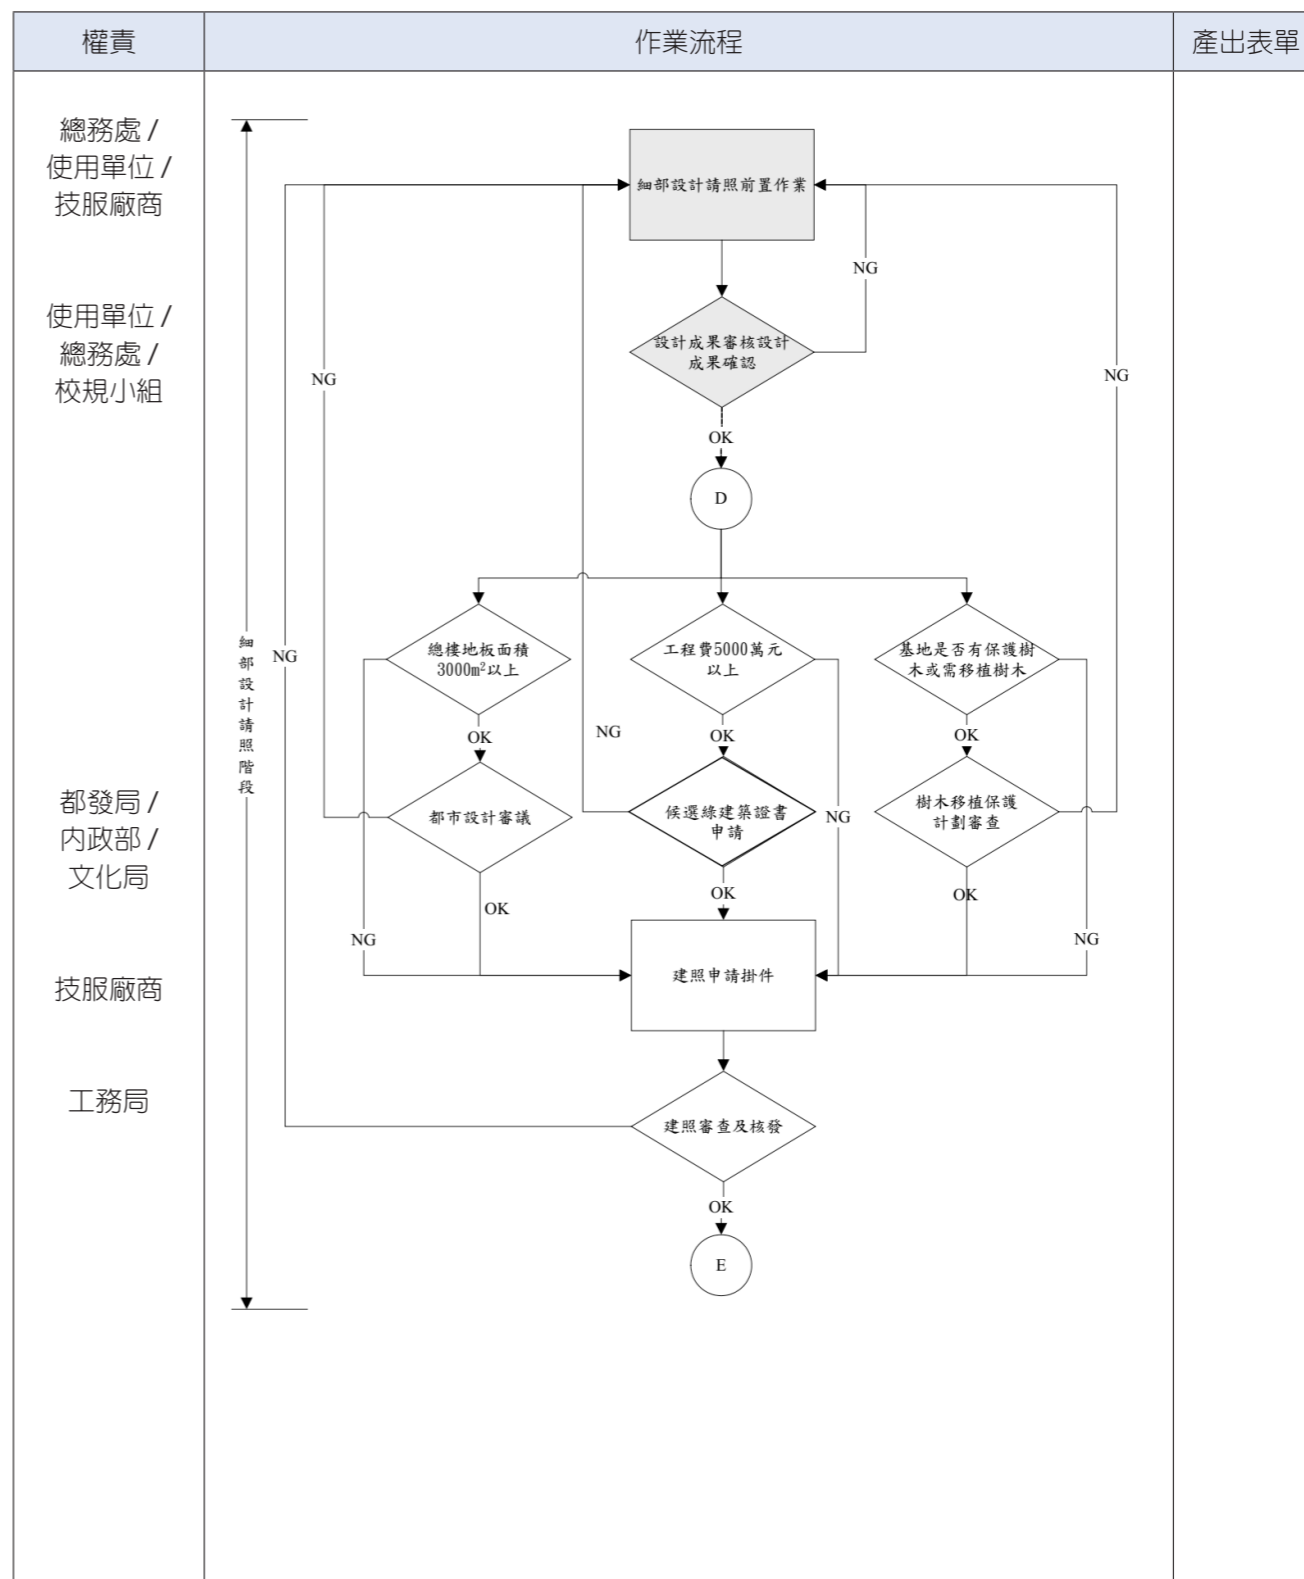 權責
作業流程
產出表單
總務處 /
使用單位 /
技服廠商
細部設計請照前置作業
NG
使用單位 /
總務處 /
校規小組
設計成果審核設計
成果確認
NG
NG
OK
D
細部設計請照階段
NG
總樓地板面積
3000m²以上
工程費5000萬元
以上
基地是否有保護樹
木或需移植樹木
OK
NG
OK
OK
都發局 /
內政部 /
文化局
都市設計審議
候選綠建築證書
申請
NG
樹木移植保護
計劃審查
OK
OK
OK
NG
NG
技服廠商
建照申請掛件
工務局
建照審查及核發
OK
E